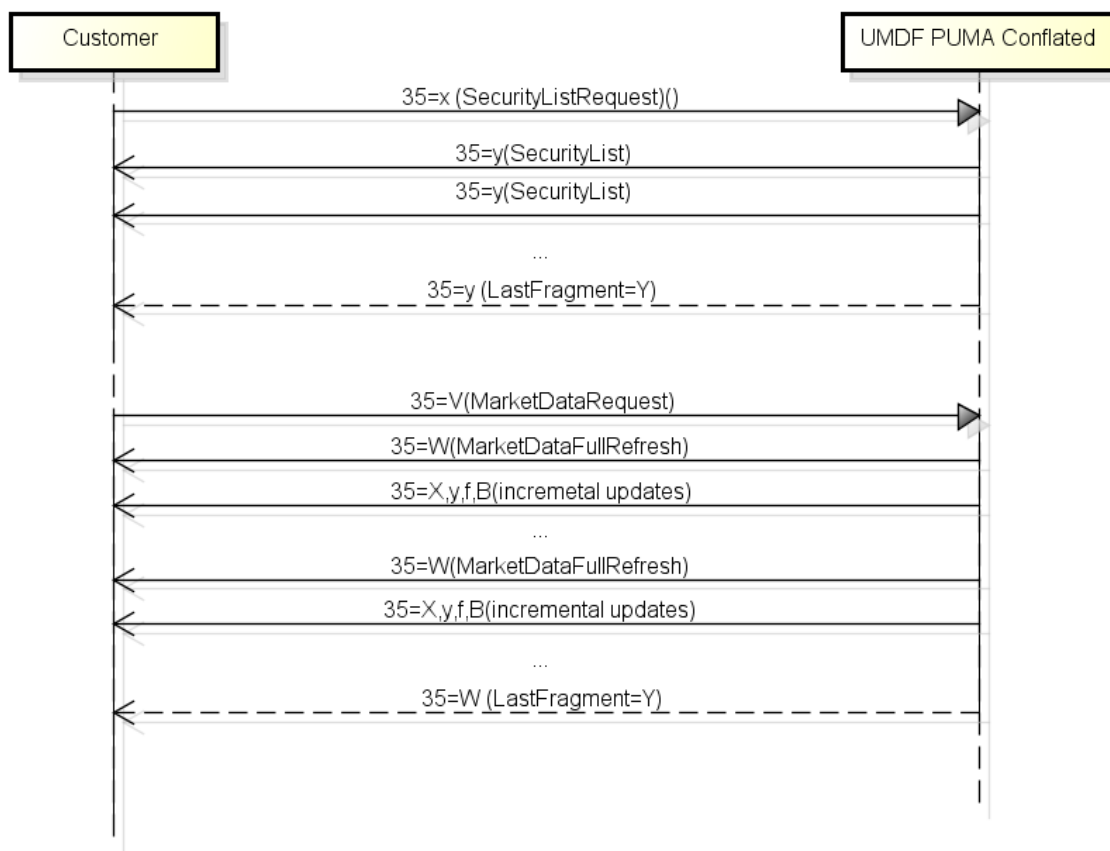 Customer
UMDF PUMA Conflated
35=x (SecurityListRequest)()
35=y(SecurityList)
35=y(SecurityList)
...
35=y (LastFragment=Y)
35=V(MarketDataRequest)
35=W(MarketDataFullRefresh)
35=X,y,f,B(incremetal updates)
...
35=W(MarketDataFullRefresh)
35=X,y,f,B(incremental updates)
...
35=W (LastFragment=Y)